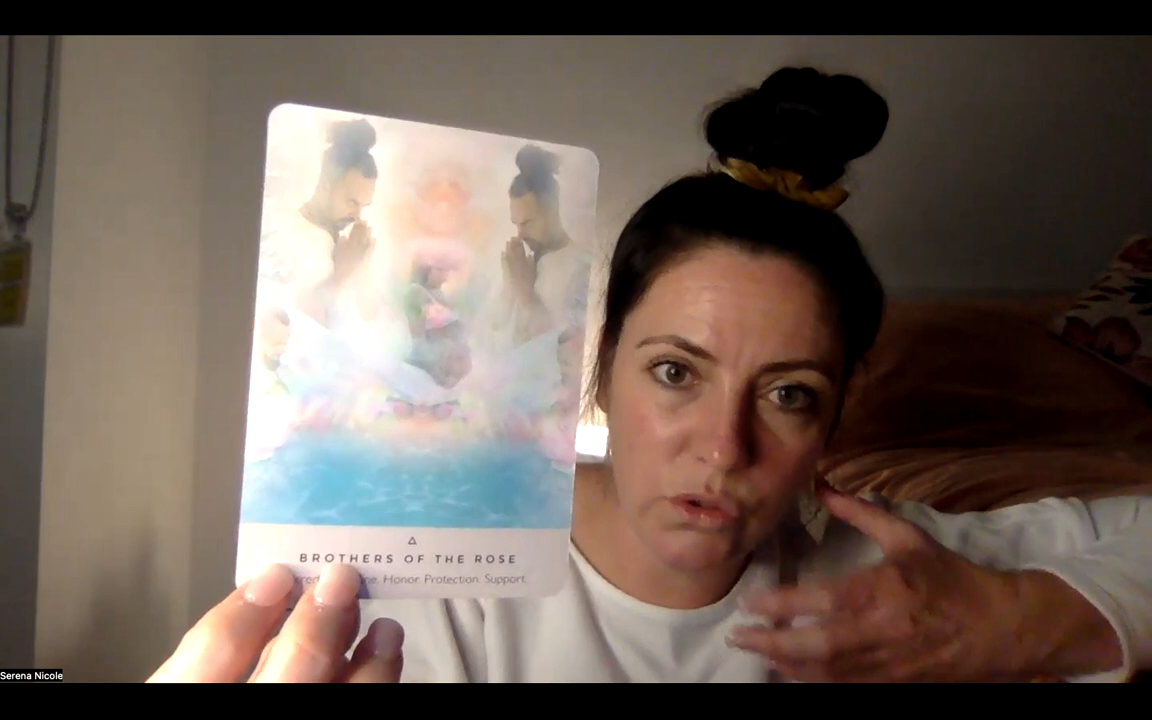 BROTHERS OF THE ROSE
Honor. Protection. Support.
Serena Nicole